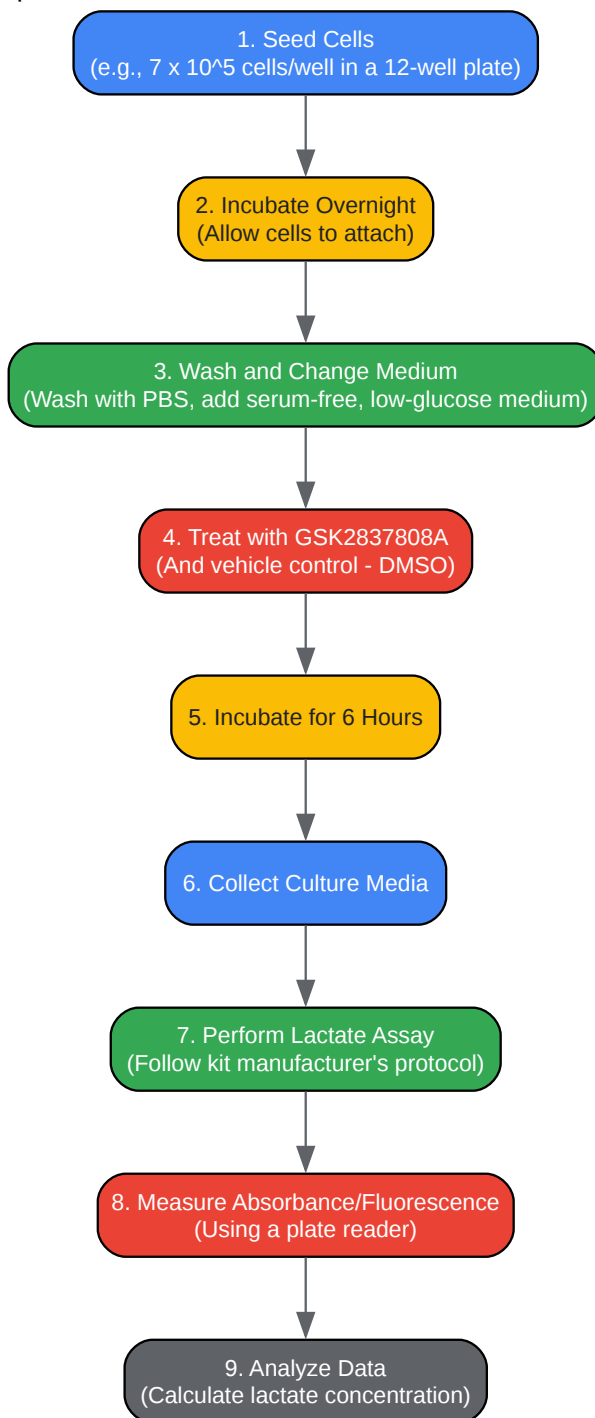 1. Seed Cells
(e.g., 7 x 10^5 cells/well in a 12-well plate)
2. Incubate Overnight
(Allow cells to attach)
3. Wash and Change Medium
(Wash with PBS, add serum-free, low-glucose medium)
4. Treat with GSK2837808A
(And vehicle control - DMSO)
5. Incubate for 6 Hours
6. Collect Culture Media
7. Perform Lactate Assay
(Follow kit manufacturer's protocol)
8. Measure Absorbance/Fluorescence
(Using a plate reader)
9. Analyze Data
(Calculate lactate concentration)